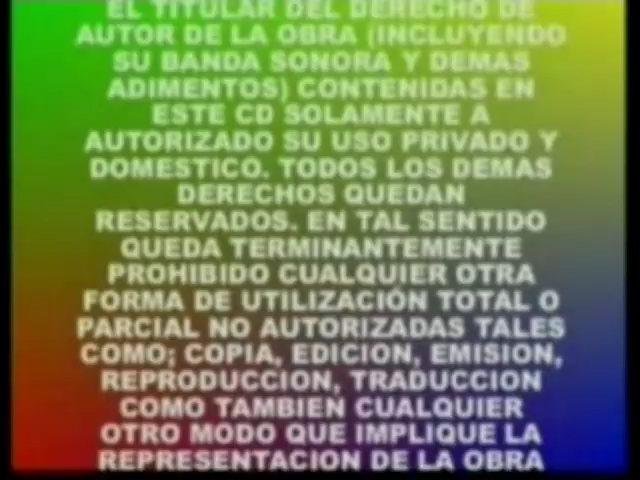 EL TITULAR DEL DERECHO DE
AUTOR DE LA OBRA (INCLUYENDO
SU BANDA SONORA Y DEMAS
ADIMENTOS) CONTENIDAS EN
ESTE CD SOLAMENTE A
AUTORIZADO SU USO PRIVADO Y
DOMESTICO. TODOS LOS DEMAS
DERECHOS QUEDAN
RESERVADOS. EN TAL SENTIDO
QUEDA TERMINANTEMENTE
PROHIBIDO CUALQUIER OTRA
FORMA DE UTILIZACIÓN TOTAL O
PARCIAL NO AUTORIZADAS TALES
COMO; COPIA, EDICION, EMISION,
REPRODUCCION, TRADUCCION
COMO TAMBIEN CUALQUIER
OTRO MODO QUE IMPLIQUE LA
REPRESENTACION DE LA OBRA